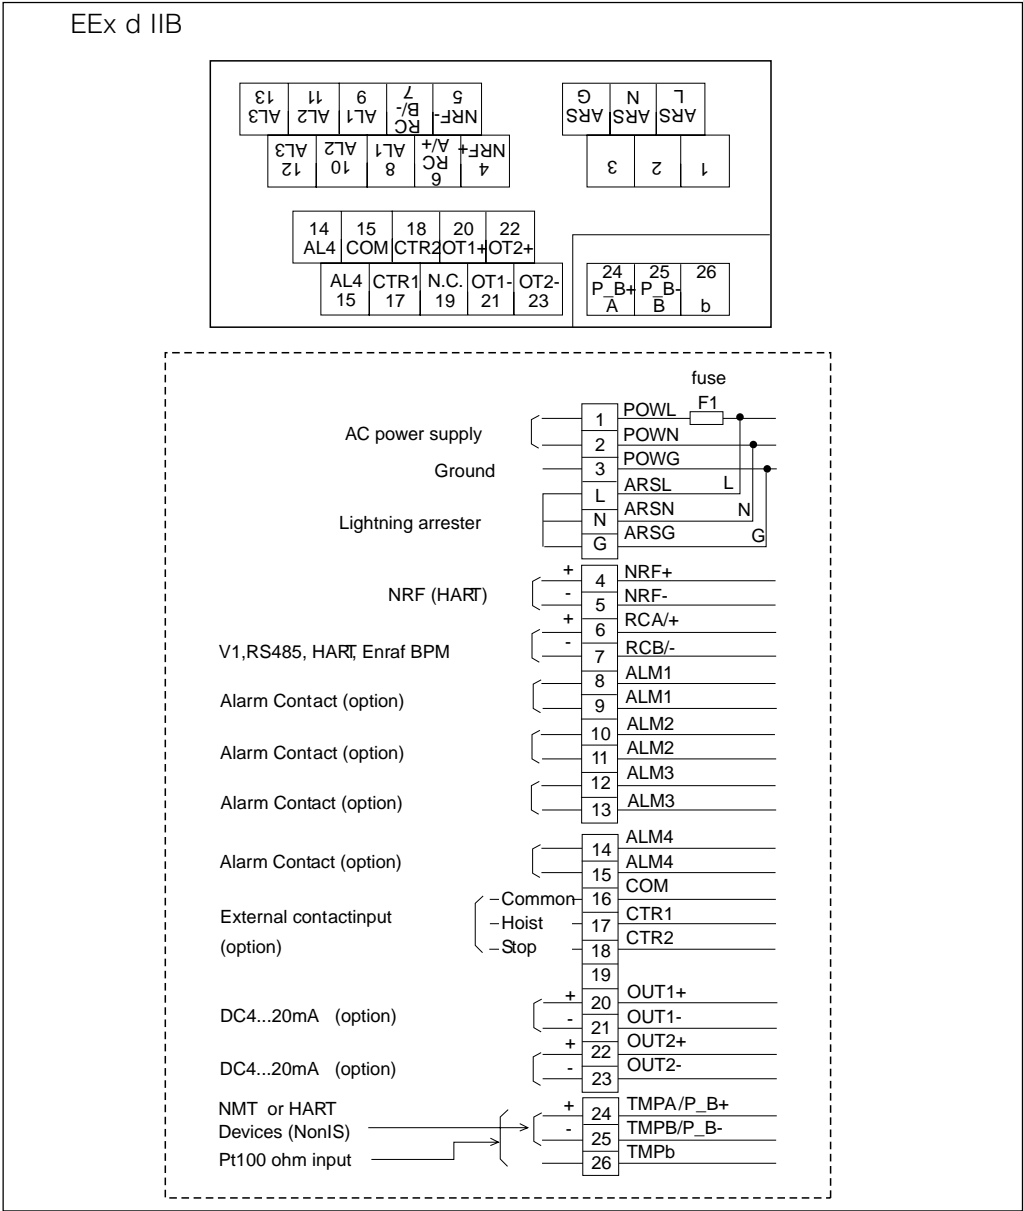 EEx d IIB
13 11 9 7 5
AL3 AL2 AL1 RC B/- NRF-
G N L
ARS ARS ARS
AL3 AL2 AL1 RC A/+ NRF+
12 10 8 6 4
3 2 1
14 15 18 20 22
AL4 COM CTR2 OT1+ OT2+
AL4 CTR1 N.C. OT1- OT2-
15 17 19 21 23
24 25 26
P_B+ P_B-
A B b
fuse
F1
AC power supply 1 POWL
2 POWN
Ground 3 POWG
L ARSL L
Lightning arrester N ARSN N
G ARSG G
+ 4 NRF+
NRF (HART) - 5 NRF-
+ 6 RCA/+
V1,RS485, HART, Enraf BPM - 7 RCB/-
8 ALM1
Alarm Contact (option) 9 ALM1
10 ALM2
Alarm Contact (option) 11 ALM2
12 ALM3
Alarm Contact (option) 13 ALM3
14 ALM4
Alarm Contact (option) 15 ALM4
Common 16 COM
External contactinput Hoist 17 CTR1
(option) Stop 18 CTR2
19
+ 20 OUT1+
DC4...20mA (option) - 21 OUT1-
+ 22 OUT2+
DC4...20mA (option) - 23 OUT2-
NMT or HART + 24 TMPA/P_B+
Devices (NonIS) - 25 TMPB/P_B-
Pt100 ohm input 26 TMPb